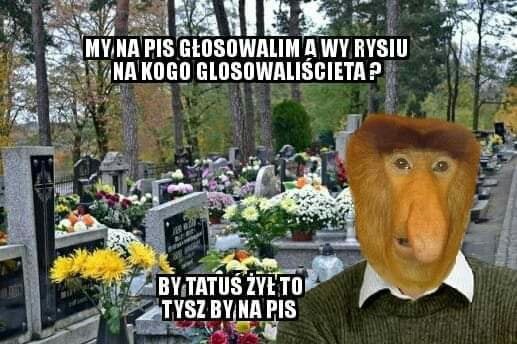 MY NA PIS GŁOSOWALIM A WY RYSIU
NA KOGO GLOSOWALIŚCIETA?
BY TATUŚ ŻYŁ TO
TYSZ BY NA PIS